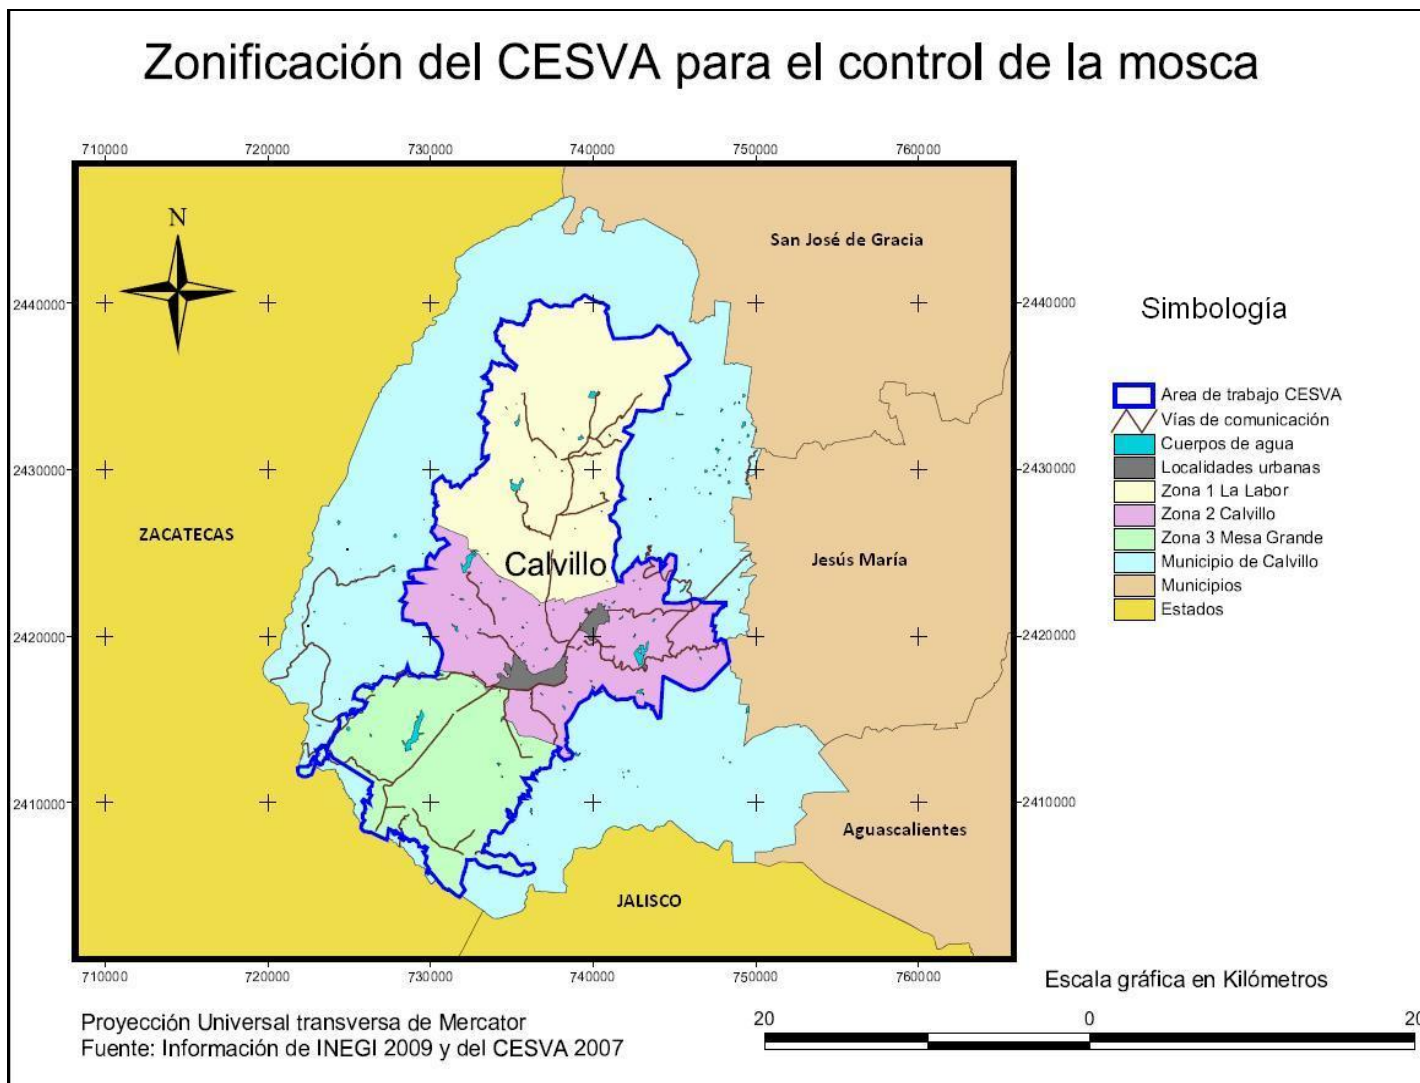 Zonificación del CESVA para el control de la mosca
710000 720000 730000 740000 750000 760000
N
San José de Gracia
2440000 2440000
Simbología
Area de trabajo CESVA
Vías de comunicación
Cuerpos de agua
Localidades urbanas
Zona 1 La Labor
Zona 2 Calvillo
Zona 3 Mesa Grande
Municipio de Calvillo
Municipios
Estados
2430000 2430000
ZACATECAS
Calvillo
Jesús María
2420000 2420000
2410000 2410000
Aguascalientes
JALISCO
710000 720000 730000 740000 750000 760000
Escala gráfica en Kilómetros
20 0 20
Proyección Universal transversa de Mercator
Fuente: Información de INEGI 2009 y del CESVA 2007